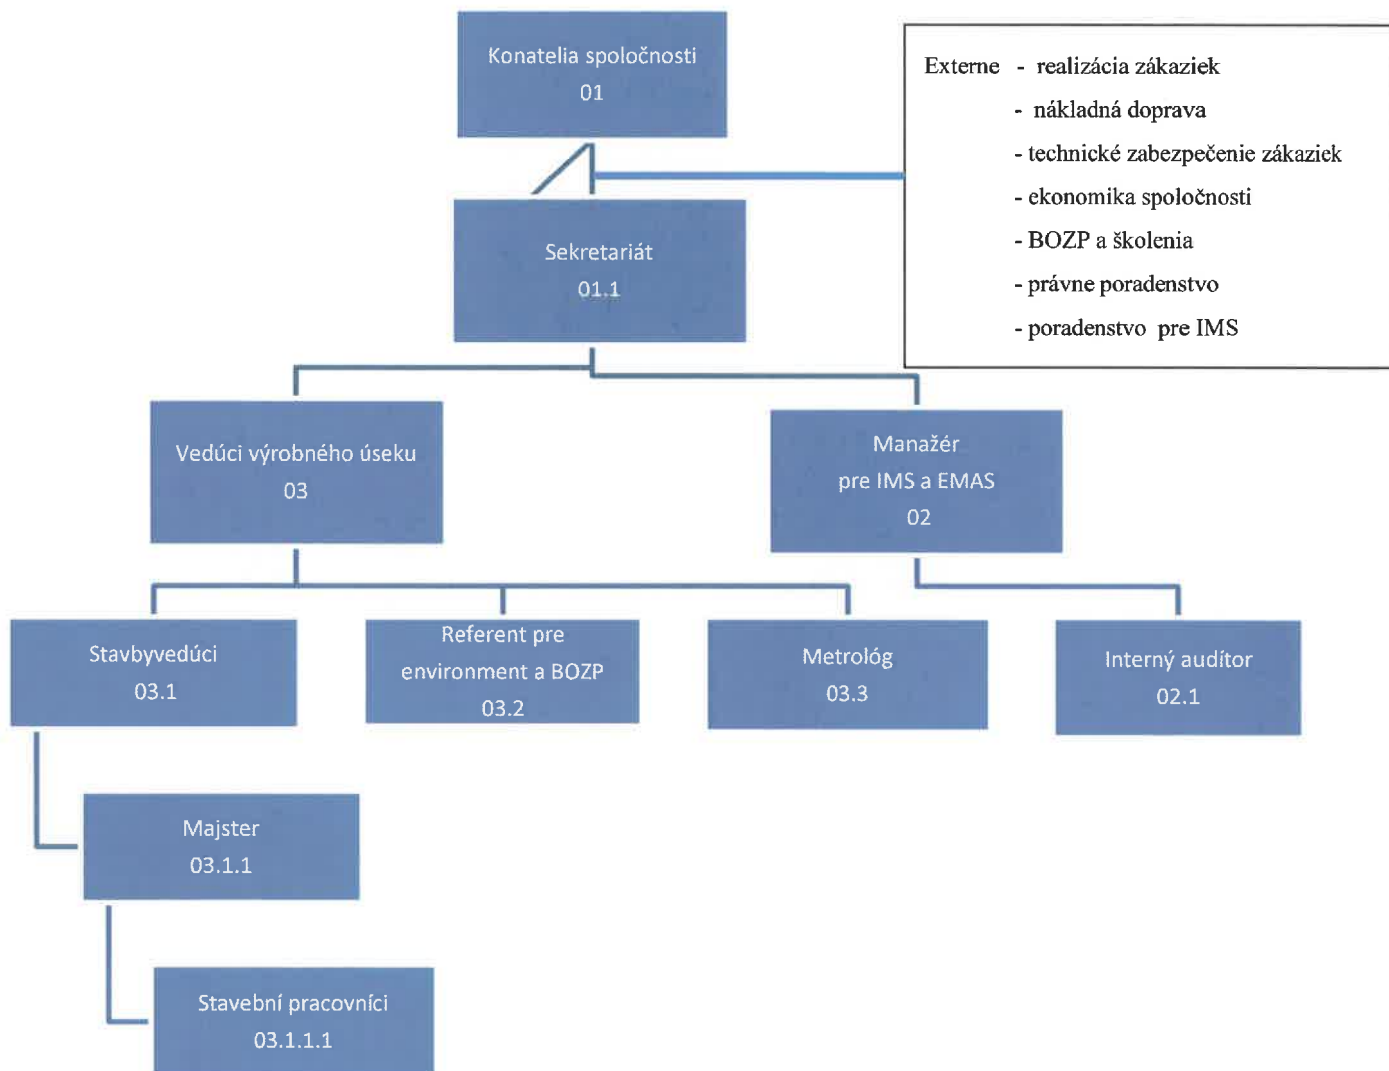 Konatelia spoločnosti
01
Externe - realizácia zákaziek
- nákladná doprava
- technické zabezpečenie zákaziek
- ekonomika spoločnosti
- BOZP a školenia
- právne poradenstvo
- poradenstvo pre IMS
Sekretariát
01.1
Vedúci výrobného úseku
03
Manažér
pre IMS a EMAS
02
Stavbyvedúci
03.1
Referent pre
environment a BOZP
03.2
Metrológ
03.3
Interný audítor
02.1
Majster
03.1.1
Stavební pracovníci
03.1.1.1